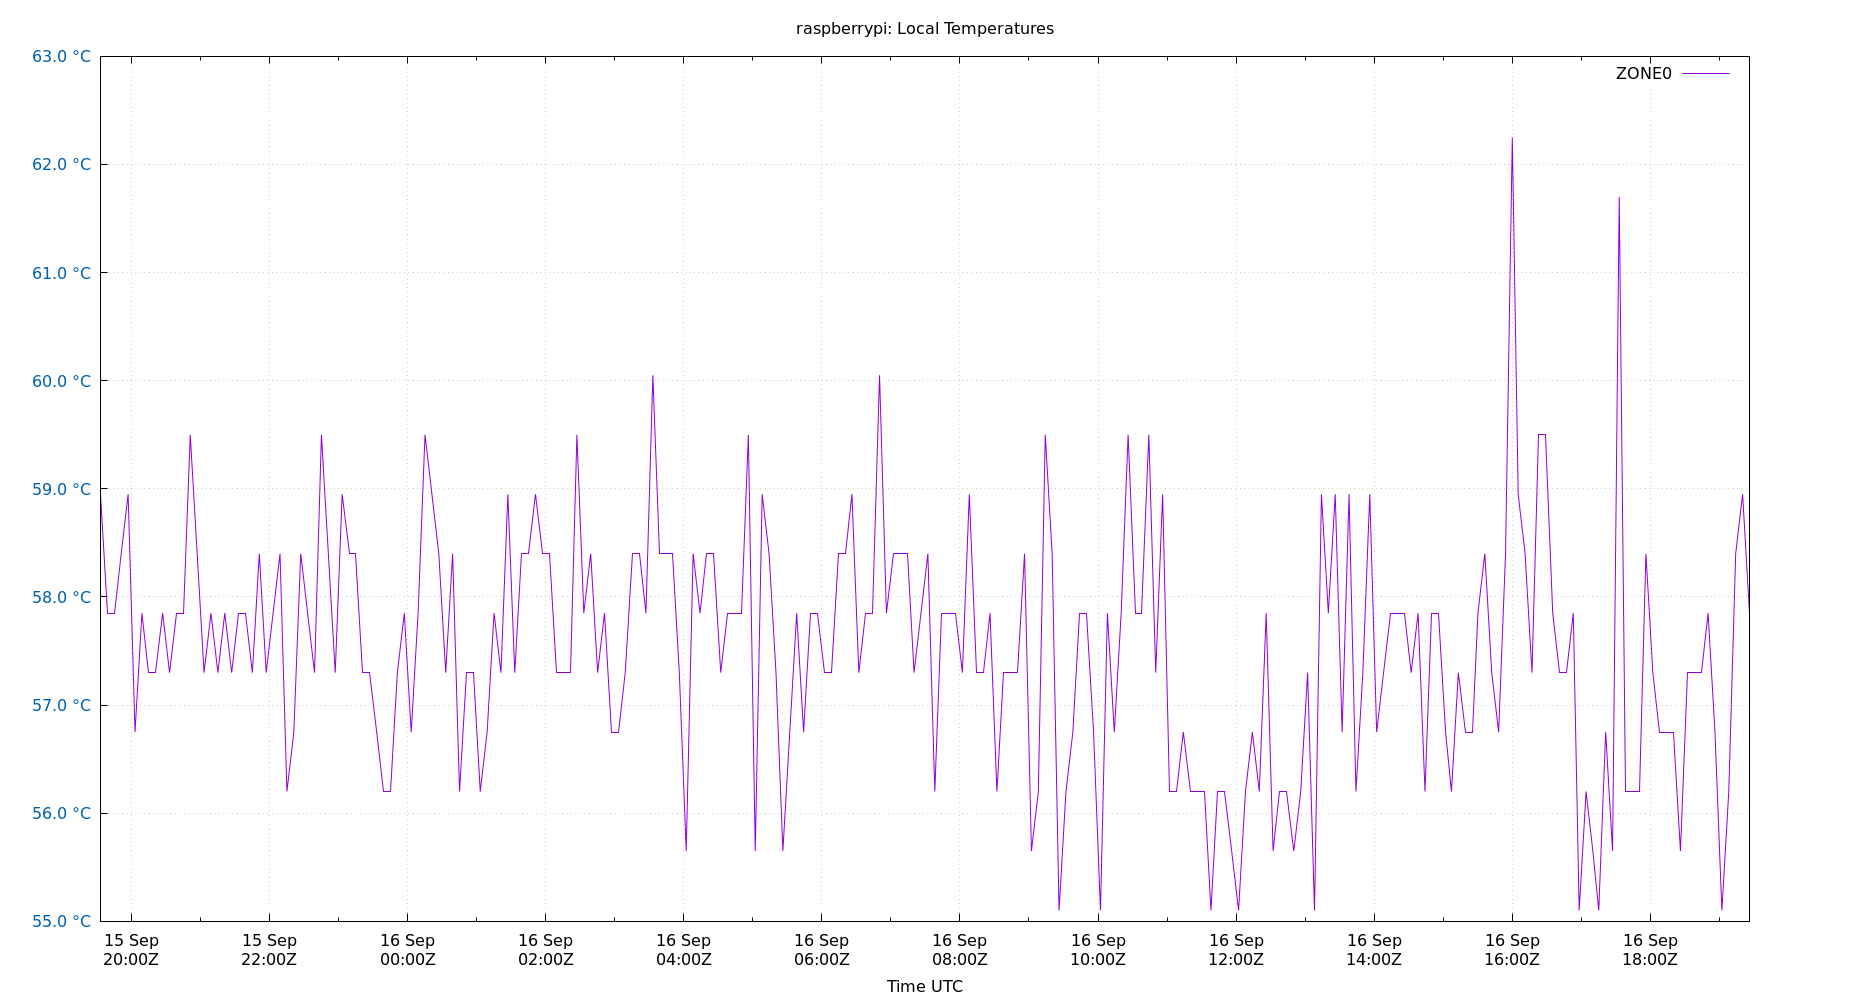 raspberrypi: Local Temperatures
63.0 °C
ZONE0
62.0 °C
61.0 °C
60.0 °C
59.0 °C
58.0 °C
57.0 °C
56.0 °C
55.0 °C
15 Sep 15 Sep 16 Sep 16 Sep 16 Sep 16 Sep 16 Sep 16 Sep 16 Sep 16 Sep 16 Sep 16 Sep
20:00Z 22:00Z 00:00Z 02:00Z 04:00Z 06:00Z 08:00Z 10:00Z 12:00Z 14:00Z 16:00Z 18:00Z
Time UTC